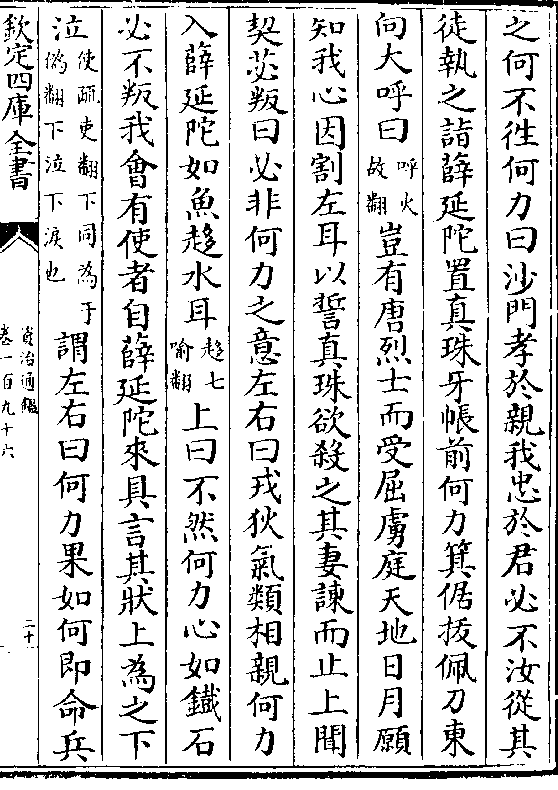 之何不徃何力曰沙門孝於親我忠於君必不汝從其
徒執之詣薛延陀置真珠牙帳前何力箕倨拔佩刀東
向大呼曰呼火故翻豈有唐烈士而受屈虜庭天地日月願
知我心因割左耳以誓真珠欲殺之其妻諫而止上聞
契苾叛曰必非何力之意左右曰戎狄氣類相親何力
入薛延陀如魚趍水耳趍七喻翻上曰不然何力心如鐵石
必不叛我會有使者自薛延陀來具言其狀上為之下
泣使疏吏翻下同為于偽翻下泣下淚也謂左右曰何力果如何即命兵
欽定四庫全書
資治通鑑
卷一百九十六
二十